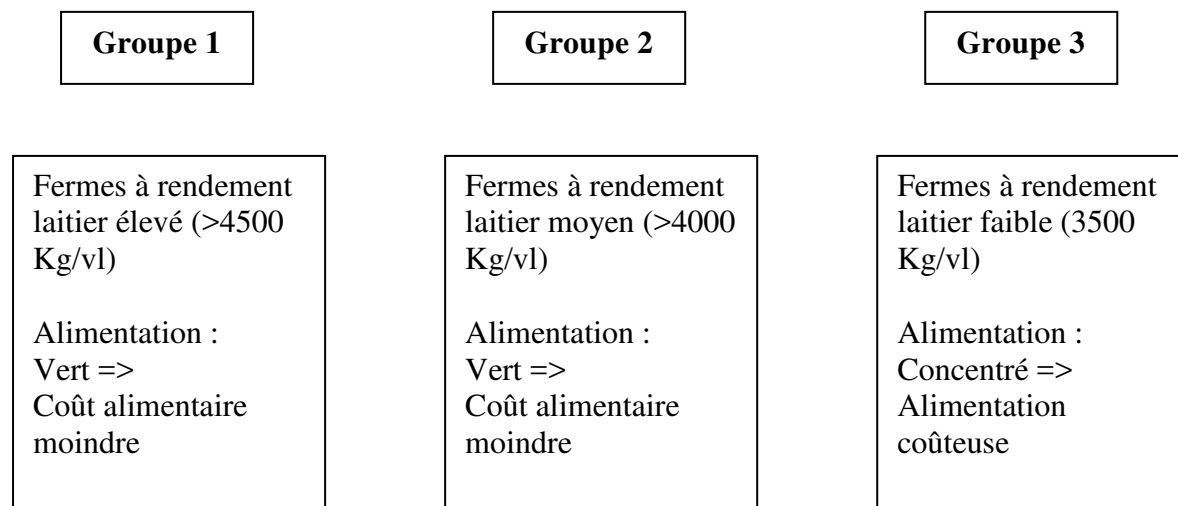 Groupe 1
Groupe 2
Groupe 3
Fermes à rendement
laitier élevé (>4500
Kg/vl)
Alimentation :
Vert =>
Coût alimentaire
moindre
Fermes à rendement
laitier moyen (>4000
Kg/vl)
Alimentation :
Vert =>
Coût alimentaire
moindre
Fermes à rendement
laitier faible (3500
Kg/vl)
Alimentation :
Concentré =>
Alimentation
coûteuse